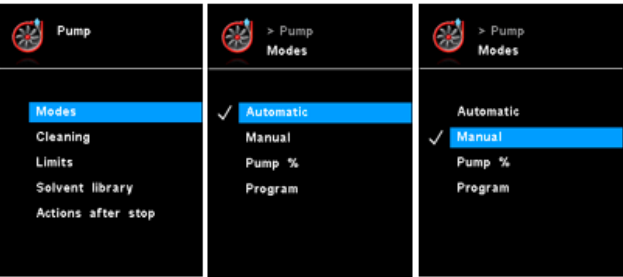 Pump
Modes
Cleaning
Limits
Solvent library
Actions after stop
> Pump
Modes
Automatic
Manual
Pump %
Program
> Pump
Modes
Automatic
Manual
Pump %
Program